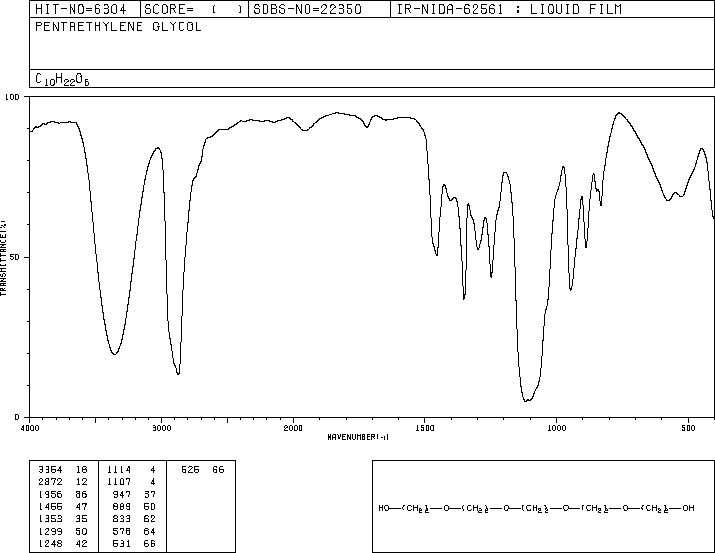 HIT-NO=6304 SCORE= ( ) SDBS-NO=22350 IR-NIDA-62561 : LIQUID FILM
PENTAETHYLENE GLYCOL
C10H22O6
100
50
0
TRANSMITTANCE(%)
4000 3000 2000 1500 1000 500
WAVENUMBER(-1)
3354 18 1114 4 525 66
2872 12 1107 4
1956 86 947 37
1455 47 889 50
1353 35 833 62
1299 50 578 64
1248 42 531 66
HO—(CH2)2—O—(CH2)2—O—(CH2)2—O—(CH2)2—O—(CH2)2—OH